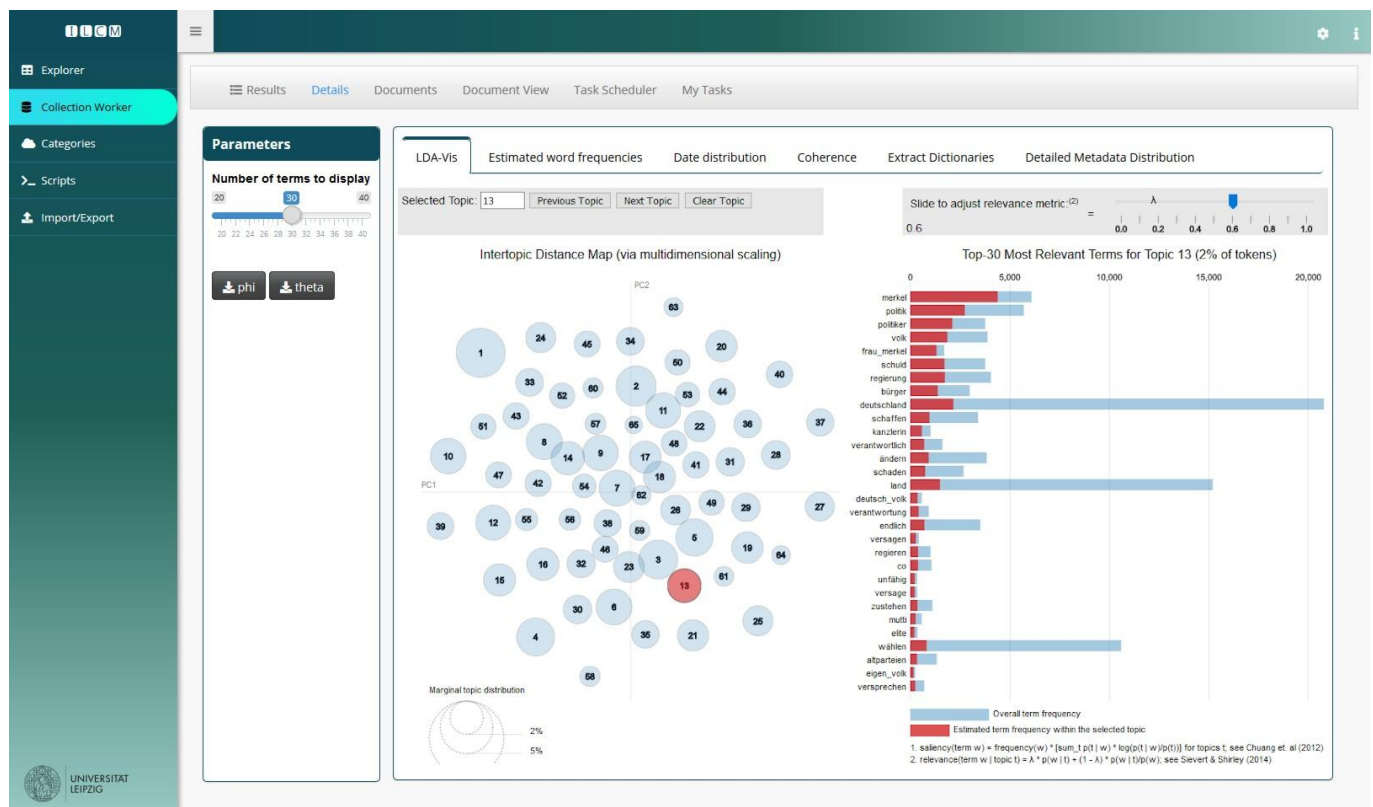 ILCM
Explorer
Collection Worker
Categories
Scripts
Import/Export
UNIVERSITAT
LEIPZIG
Results Details Documents Document View Task Scheduler My Tasks
Parameters
Number of terms to display
20 30 40
20 22 24 26 28 30 32 34 36 38 40
phi theta
LDA-Vis Estimated word frequencies Date distribution Coherence Extract Dictionaries Detailed Metadata Distribution
Selected Topic: 13 Previous Topic Next Topic Clear Topic
Slide to adjust relevance metric:(2)
λ
=
0.6
0.0 0.2 0.4 0.6 0.8 1.0
Intertopic Distance Map (via multidimensional scaling)
PC2
63
24 45 34 20
1
50
40
33 52 60 2 53 44
11
51 43 57 65 22 36 37
8 48
10 14 9 17 41 31 28
47 42 54 7 18
PC1
62
39 12 55 56 38 59 26 49 29 27
5
46 19 64
16 32 23 3
15 13 61
30 6
4 35 21 25
58
Marginal topic distribution
2%
5%
Top-30 Most Relevant Terms for Topic 13 (2% of tokens)
0 5,000 10,000 15,000 20,000
merkel
politik
politiker
volk
frau_merkel
schuld
regierung
bürger
deutschland
schaffen
kanzlerin
verantwortlich
ändern
schaden
land
deutsch_volk
verantwortung
endlich
versagen
regieren
co
unfähig
versage
zustehen
mutti
elite
wählen
altparteien
eigen_volk
versprechen
Overall term frequency
Estimated term frequency within the selected topic
1. saliency(term w) = frequency(w) * [sum_t p(t | w) * log(p(t | w)/p(t))] for topics t; see Chuang et. al (2012)
2. relevance(term w | topic t) = λ * p(w | t) + (1 - λ) * p(w | t)/p(w); see Sievert & Shirley (2014)